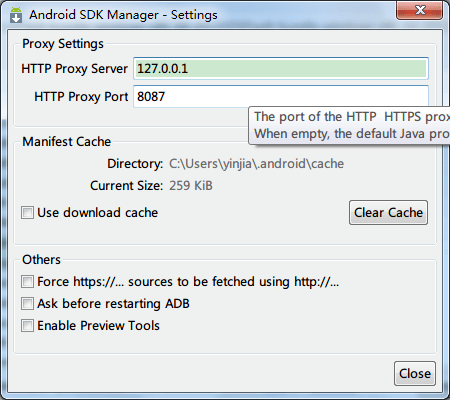 Android SDK Manager - Settings
Proxy Settings
HTTP Proxy Server 127.0.0.1
HTTP Proxy Port 8087
The port of the HTTP HTTPS
When empty, the default Java
Manifest Cache
Directory: C:\Users\yinjia\.android\cache
Current Size: 259 KiB
Use download cache Clear Cache
Others
Force https://... sources to be fetched using http://...
Ask before restarting ADB
Enable Preview Tools
Close